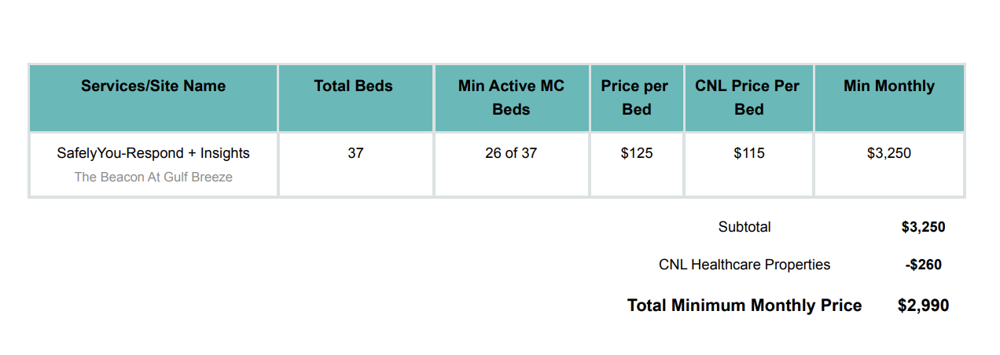 Services/Site Name
Total Beds
Min Active MC
Beds
Price per
Bed
CNL Price Per
Bed
Min Monthly
SafelyYou-Respond + Insights
The Beacon At Gulf Breeze
37
26 of 37
$125
$115
$3,250
Subtotal
$3,250
CNL Healthcare Properties
-$260
Total Minimum Monthly Price
$2,990